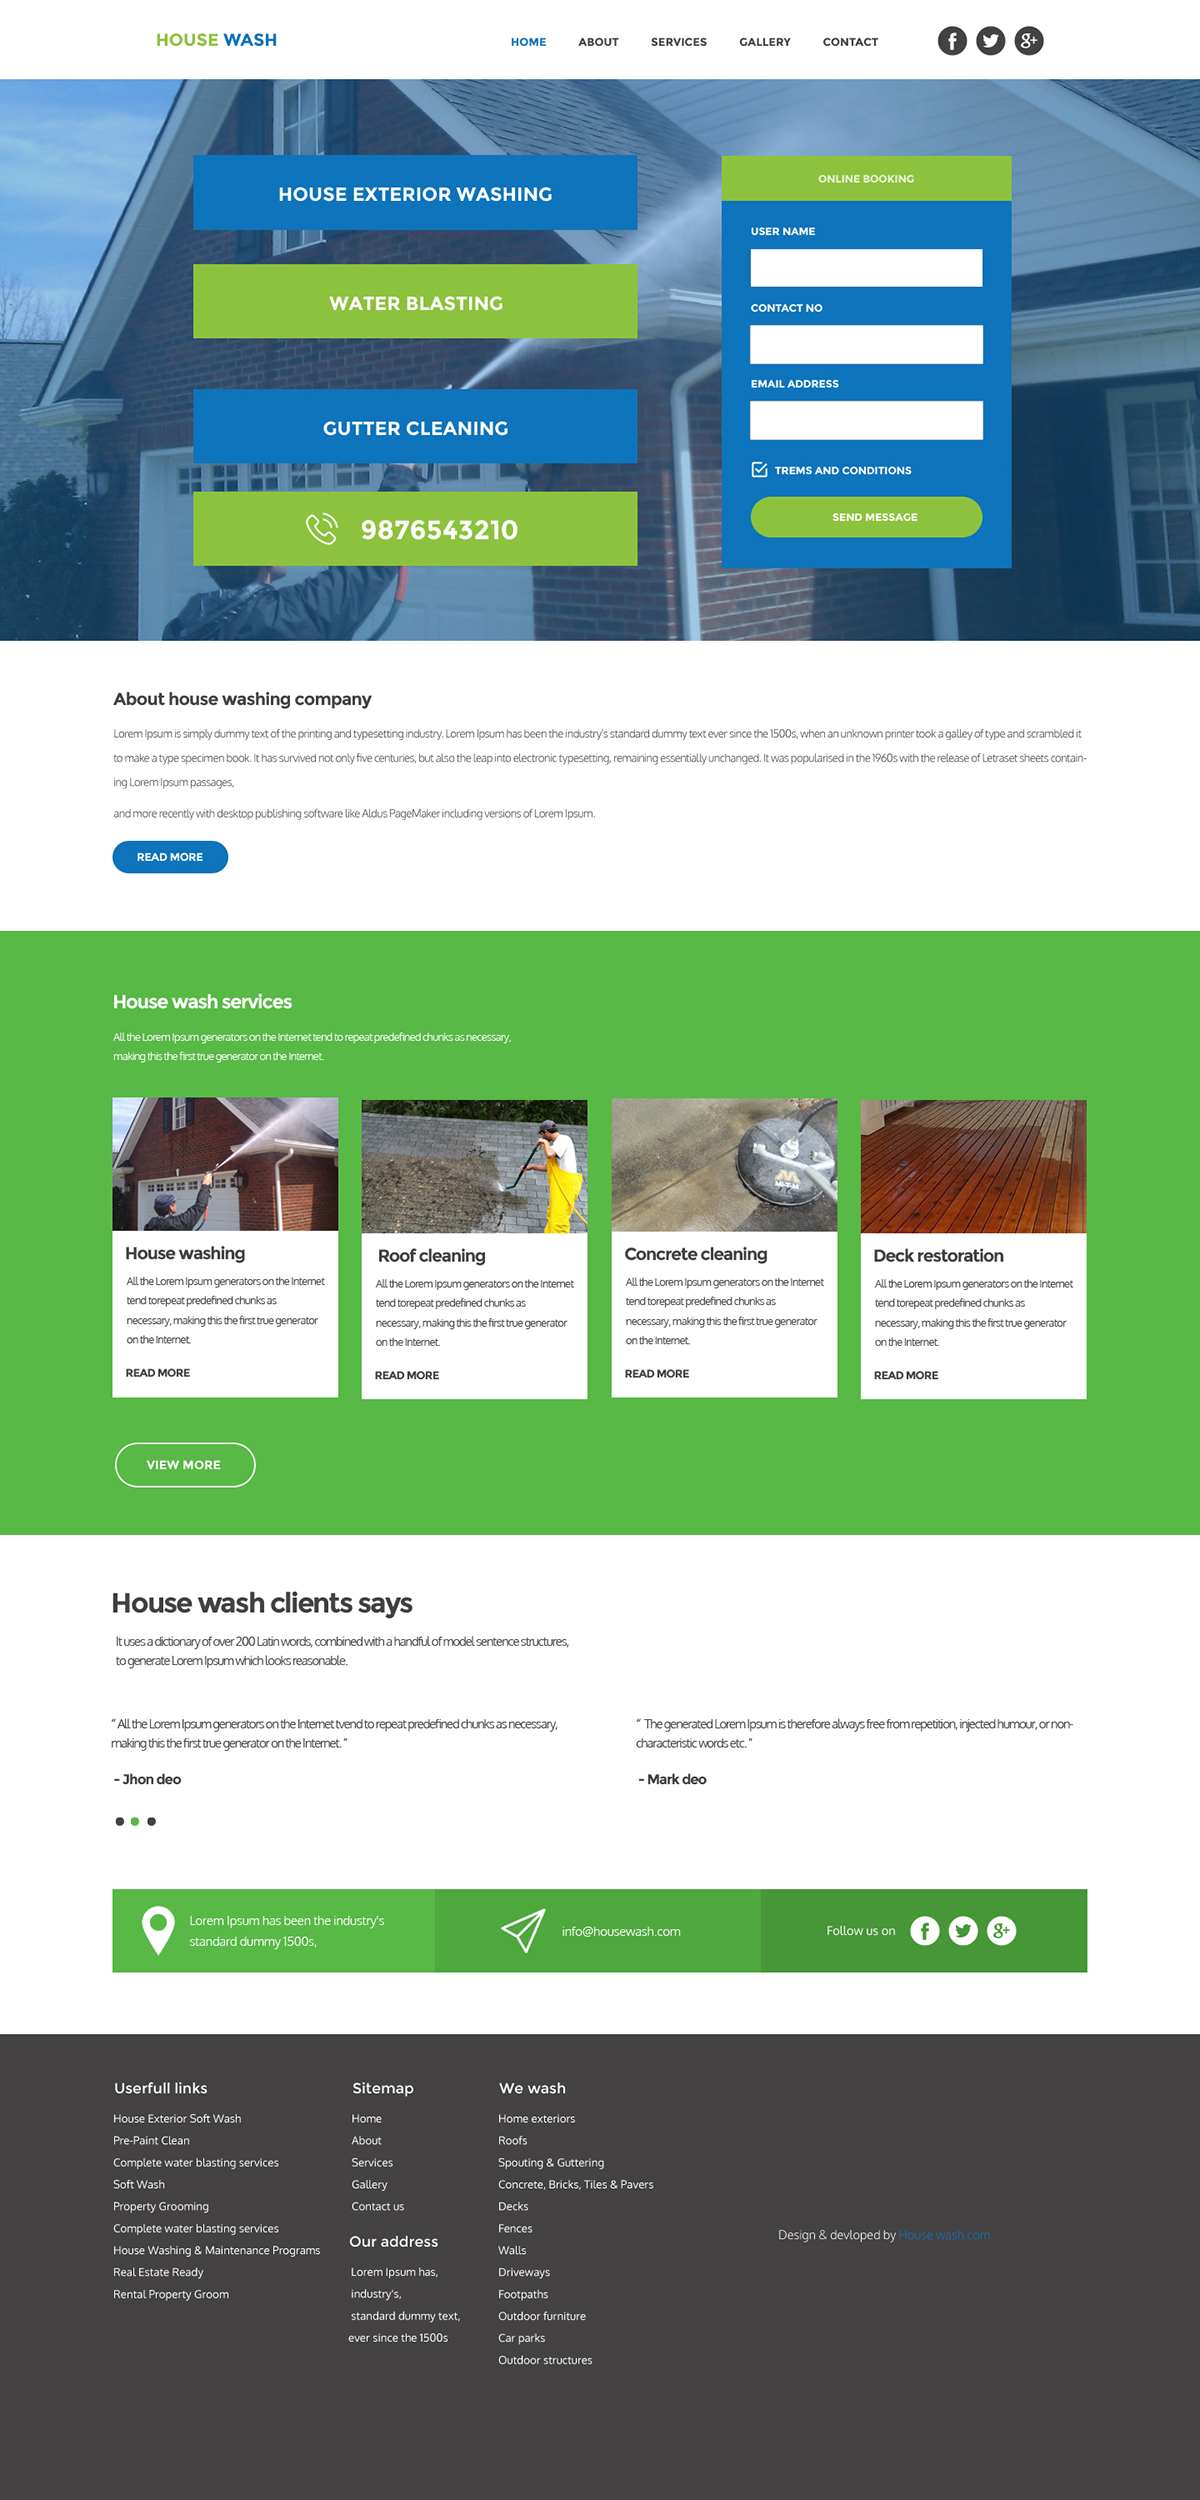 HOUSE WASH
HOME ABOUT SERVICES GALLERY CONTACT
HOUSE EXTERIOR WASHING
WATER BLASTING
GUTTER CLEANING
9876543210
ONLINE BOOKING
USER NAME
CONTACT NO
EMAIL ADDRESS
TREMS AND CONDITIONS
SEND MESSAGE
About house washing company
Lorem Ipsum is simply dummy text of the printing and typesetting industry. Lorem Ipsum has been the industry's standard dummy text ever since the 1500s, when an unknown printer took a galley of type and scrambled it
to make a type specimen book. It has survived not only five centuries, but also the leap into electronic typesetting, remaining essentially unchanged. It was popularised in the 1960s with the release of Letraset sheets contain-
ing Lorem Ipsum passages,
and more recently with desktop publishing software like Aldus PageMaker including versions of Lorem Ipsum.
READ MORE
House wash services
All the Lorem Ipsum generators on the Internet tend to repeat predefined chunks as necessary,
making this the first true generator on the Internet.
House washing
All the Lorem Ipsum generators on the Internet
tend torepeat predefined chunks as
necessary, making this the first true generator
on the Internet.
READ MORE
Roof cleaning
All the Lorem Ipsum generators on the Internet
tend torepeat predefined chunks as
necessary, making this the first true generator
on the Internet.
READ MORE
M-T-M
Concrete cleaning
All the Lorem Ipsum generators on the Internet
tend torepeat predefined chunks as
necessary, making this the first true generator
on the Internet.
READ MORE
Deck restoration
All the Lorem Ipsum generators on the Internet
tend torepeat predefined chunks as
necessary, making this the first true generator
on the Internet.
READ MORE
VIEW MORE
House wash clients says
It uses a dictionary of over 200 Latin words, combined with a handful of model sentence structures,
to generate Lorem Ipsum which looks reasonable.
“ All the Lorem Ipsum generators on the Internet tvend to repeat predefined chunks as necessary,
making this the first true generator on the Internet. ”
- Jhon deo
“ The generated Lorem Ipsum is therefore always free from repetition, injected humour, or non-
characteristic words etc. ”
- Mark deo
Lorem Ipsum has been the industry's
standard dummy 1500s,
info@housewash.com
Follow us on
Userfull links
House Exterior Soft Wash
Pre-Paint Clean
Complete water blasting services
Soft Wash
Property Grooming
Complete water blasting services
House Washing & Maintenance Programs
Real Estate Ready
Rental Property Groom
Sitemap
Home
About
Services
Gallery
Contact us
Our address
Lorem Ipsum has,
industry's,
standard dummy text,
ever since the 1500s
We wash
Home exteriors
Roofs
Spouting & Guttering
Concrete, Bricks, Tiles & Pavers
Decks
Fences
Walls
Driveways
Footpaths
Outdoor furniture
Car parks
Outdoor structures
Design & devloped by House wash.com